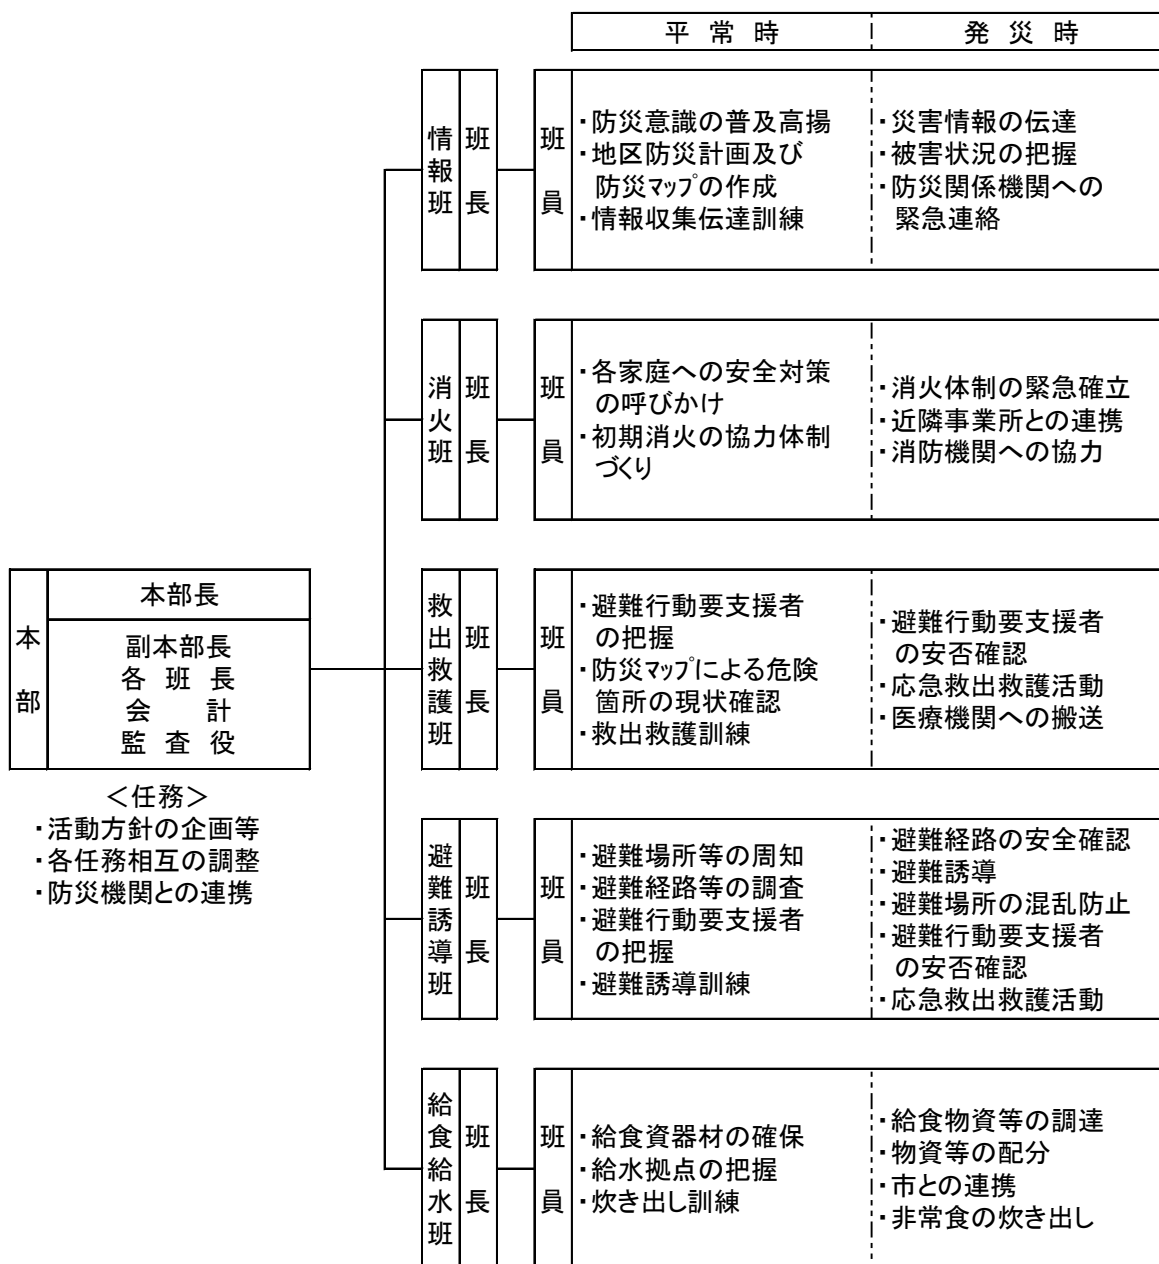 平常時
発災時
情報班
班長
班員
・防災意識の普及高揚
・地区防災計画及び
防災マップの作成
・情報収集伝達訓練
・災害情報の伝達
・被害状況の把握
・防災関係機関への
緊急連絡
消火班
班長
班員
・各家庭への安全対策
の呼びかけ
・初期消火の協力体制
づくり
・消火体制の緊急確立
・近隣事業所との連携
・消防機関への協力
本部
本部長
副本部長
各班長
会計
監査役
＜任務＞
・活動方針の企画等
・各任務相互の調整
・防災機関との連携
救出救護班
班長
班員
・避難行動要支援者
の把握
・防災マップによる危険
箇所の現状確認
・救出救護訓練
・避難行動要支援者
の安否確認
・応急救出救護活動
・医療機関への搬送
避難誘導班
班長
班員
・避難場所等の周知
・避難経路等の調査
・避難行動要支援者
の把握
・避難誘導訓練
・避難経路の安全確認
・避難誘導
・避難場所の混乱防止
・避難行動要支援者
の安否確認
・応急救出救護活動
給食給水班
班長
班員
・給食資器材の確保
・給水拠点の把握
・炊き出し訓練
・給食物資等の調達
・物資等の配分
・市との連携
・非常食の炊き出し